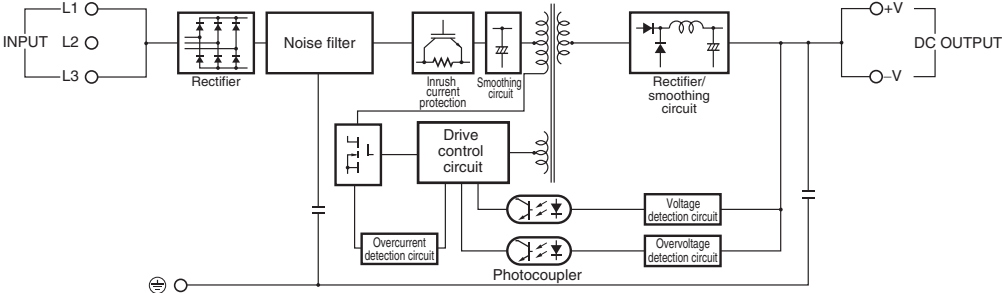 L1
INPUT
L2
L3
Rectifier
Noise filter
Inrush
current
protection
Smoothing
circuit
Rectifier/
smoothing
circuit
+V
DC OUTPUT
−V
Drive
control
circuit
Overcurrent
detection circuit
Voltage
detection circuit
Overvoltage
detection circuit
Photocoupler